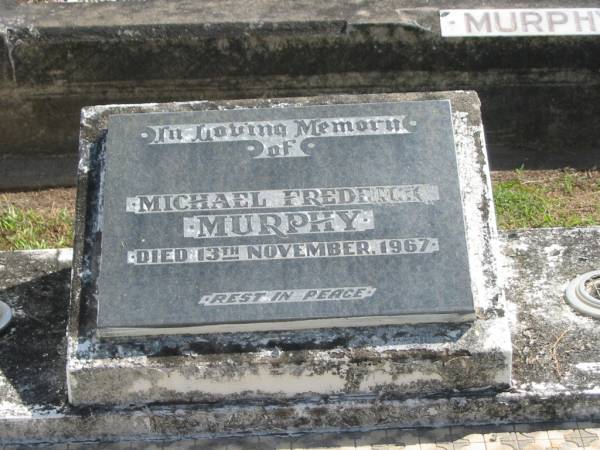 MURPHY
In Loving Memory
of
MICHAEL FREDERICK
MURPHY
DIED 13TH NOVEMBER, 1967
REST IN PEACE